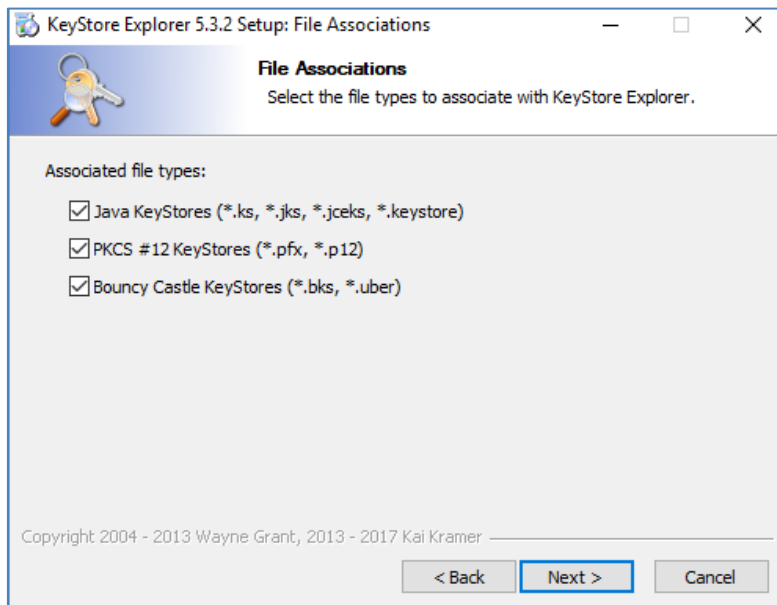 KeyStore Explorer 5.3.2 Setup: File Associations
File Associations
Select the file types to associate with KeyStore Explorer.
Associated file types:
Java KeyStores (*.ks, *.jks, *.jceks, *.keystore)
PKCS #12 KeyStores (*.pfx, *.p12)
Bouncy Castle KeyStores (*.bks, *.uber)
Copyright 2004 - 2013 Wayne Grant, 2013 - 2017 Kai Kramer
< Back Next > Cancel